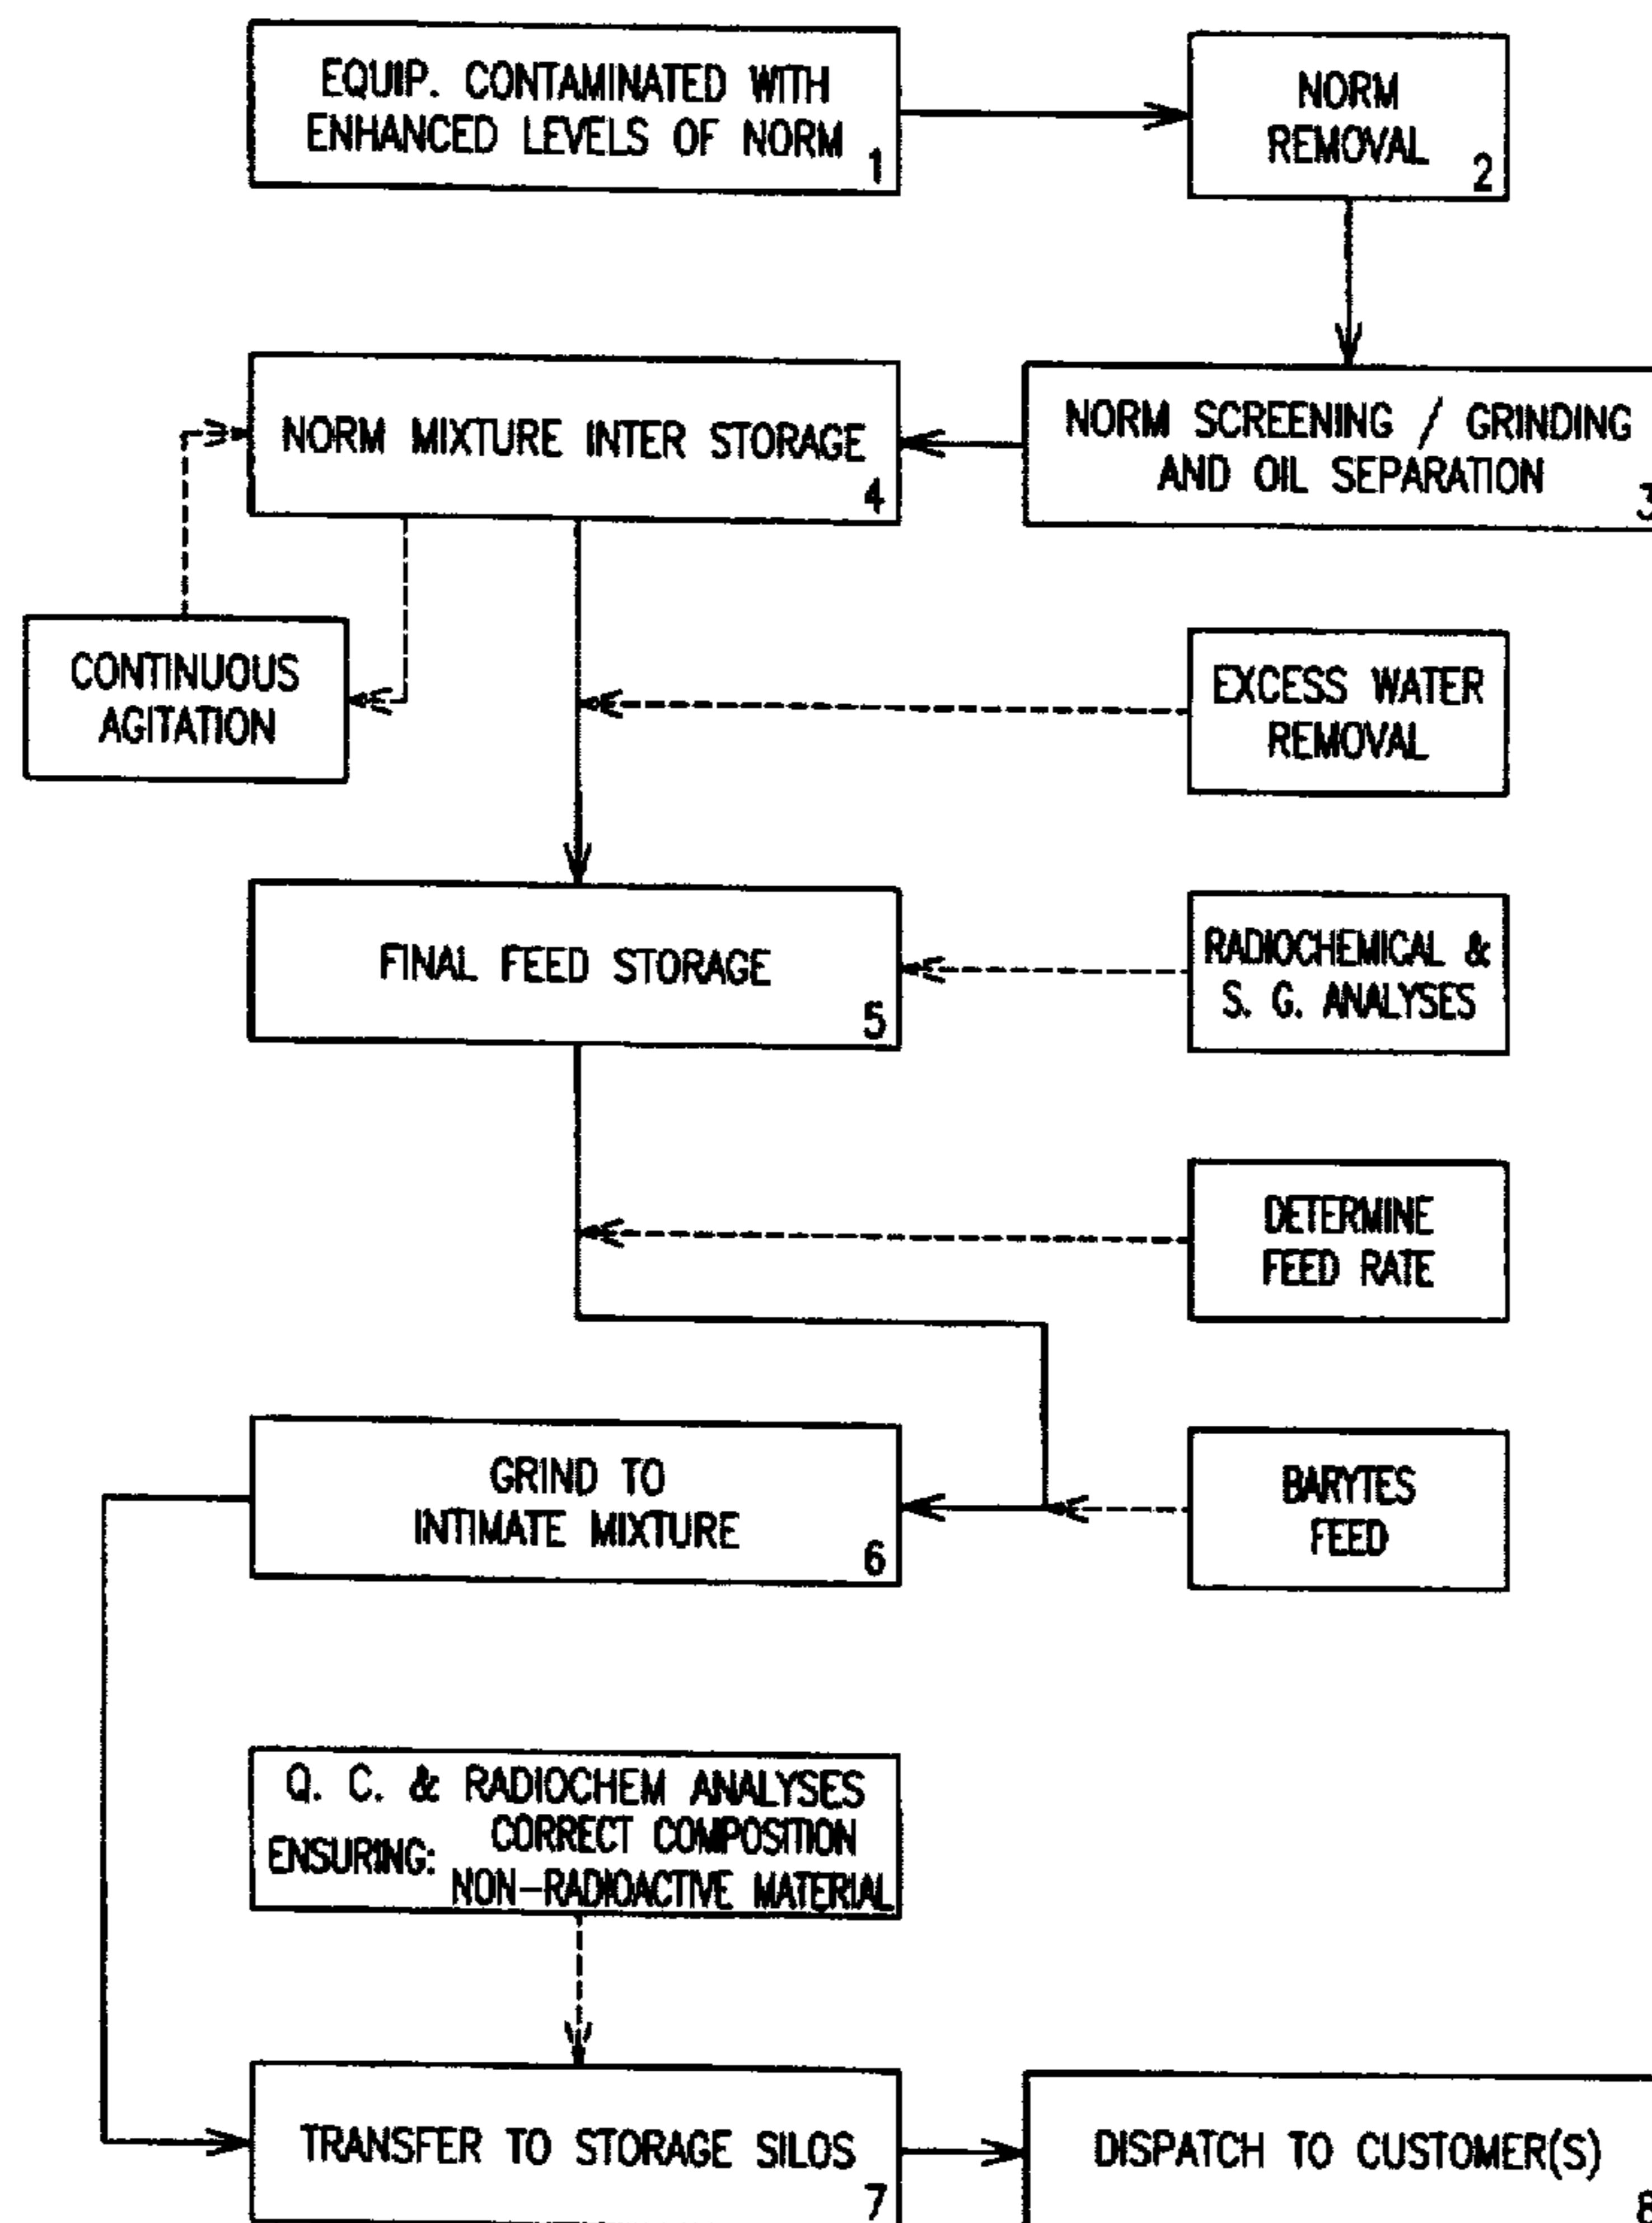 EQUIP. CONTAMINATED WITH
ENHANCED LEVELS OF NORM
1
NORM
REMOVAL
2
NORM SCREENING / GRINDING
AND OIL SEPARATION
3
NORM MIXTURE INTER STORAGE
4
CONTINUOUS
AGITATION
EXCESS WATER
REMOVAL
FINAL FEED STORAGE
5
RADIOCHEMICAL &
S. G. ANALYSES
DETERMINE
FEED RATE
GRIND TO
INTIMATE MIXTURE
6
BARYTES
FEED
Q. C. & RADIOCHEM ANALYSES
ENSURING: CORRECT COMPOSITION
NON-RADIOACTIVE MATERIAL
TRANSFER TO STORAGE SILOS
7
DISPATCH TO CUSTOMER(S)
8